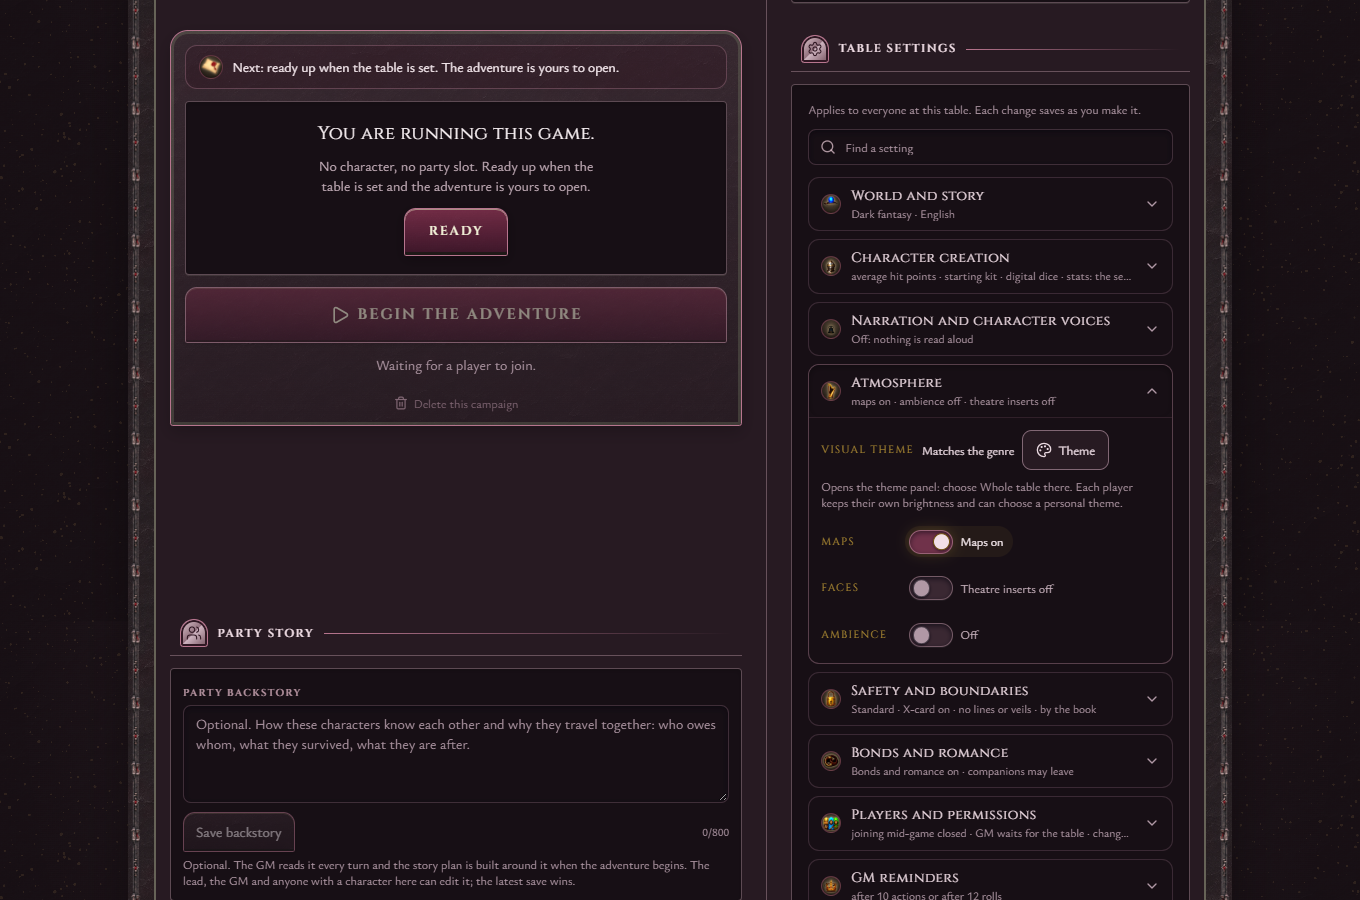 Next: ready up when the table is set. The adventure is yours to open.
You are running this game.
No character, no party slot. Ready up when the
table is set and the adventure is yours to open.
READY
BEGIN THE ADVENTURE
Waiting for a player to join.
Delete this campaign
PARTY STORY
PARTY BACKSTORY
Optional. How these characters know each other and why they travel together: who owes
whom, what they survived, what they are after.
Save backstory
0/800
Optional. The GM reads it every turn and the story plan is built around it when the adventure begins. The
lead, the GM and anyone with a character here can edit it; the latest save wins.
TABLE SETTINGS
Applies to everyone at this table. Each change saves as you make it.
Find a setting
World and story
Dark fantasy · English
Character creation
average hit points · starting kit · digital dice · stats: the se...
Narration and character voices
Off: nothing is read aloud
Atmosphere
maps on · ambience off · theatre inserts off
VISUAL THEME Matches the genre Theme
Opens the theme panel: choose Whole table there. Each player
keeps their own brightness and can choose a personal theme.
MAPS Maps on
FACES Theatre inserts off
AMBIENCE Off
Safety and boundaries
Standard · X-card on · no lines or veils · by the book
Bonds and romance
Bonds and romance on · companions may leave
Players and permissions
joining mid-game closed · GM waits for the table · chang...
GM reminders
after 10 actions or after 12 rolls